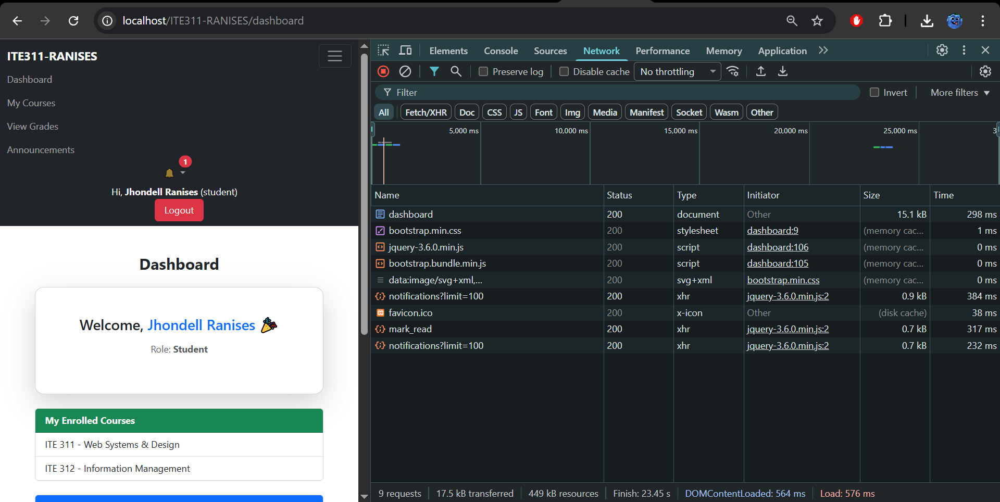 localhost/ITE311-RANISES/dashboard
ITE311-RANISES
Dashboard
My Courses
View Grades
Announcements
1
Hi, Jhondell Ranises (student)
Logout
Dashboard
Welcome, Jhondell Ranises
Role: Student
My Enrolled Courses
ITE 311 - Web Systems & Design
ITE 312 - Information Management
Elements Console Sources Network Performance Memory Application
Preserve log Disable cache No throttling
Filter Invert More filters
All Fetch/XHR Doc CSS JS Font Img Media Manifest Socket Wasm Other
5,000 ms 10,000 ms 15,000 ms 20,000 ms 25,000 ms 3
Name Status Type Initiator Size Time
dashboard 200 document Other 15.1 kB 298 ms
bootstrap.min.css 200 stylesheet dashboard:9 (memory cac... 1 ms
jquery-3.6.0.min.js 200 script dashboard:106 (memory cac... 0 ms
bootstrap.bundle.min.js 200 script dashboard:105 (memory cac... 0 ms
data:image/svg+xml,... 200 svg+xml bootstrap.min.css (memory cac... 0 ms
notifications?limit=100 200 xhr jquery-3.6.0.min.js:2 0.9 kB 384 ms
favicon.ico 200 x-icon Other (disk cache) 38 ms
mark_read 200 xhr jquery-3.6.0.min.js:2 0.7 kB 317 ms
notifications?limit=100 200 xhr jquery-3.6.0.min.js:2 0.7 kB 232 ms
9 requests 17.5 kB transferred 449 kB resources Finish: 23.45 s DOMContentLoaded: 564 ms Load: 576 ms